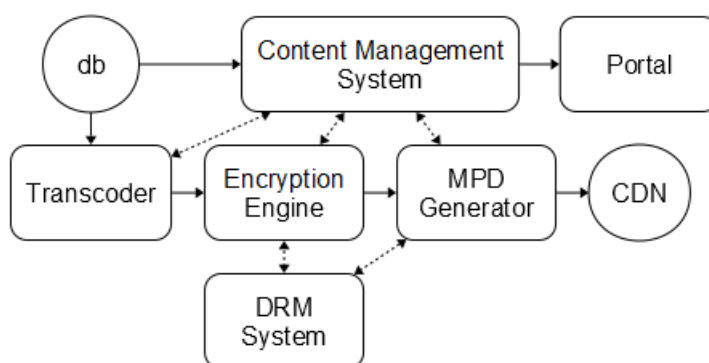 db
Content Management
System
Portal
Transcoder
Encryption
Engine
MPD
Generator
CDN
DRM
System